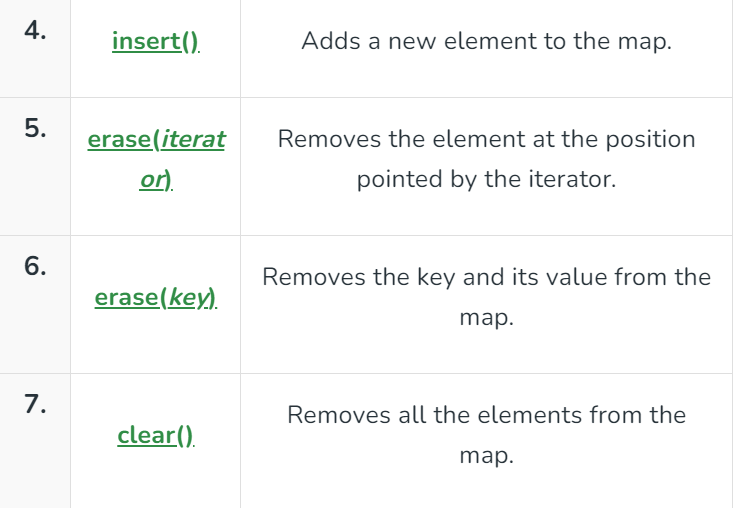 4.
insert()
Adds a new element to the map.
5.
erase(iterat
or)
Removes the element at the position
pointed by the iterator.
6.
erase(key)
Removes the key and its value from the
map.
7.
clear()
Removes all the elements from the
map.